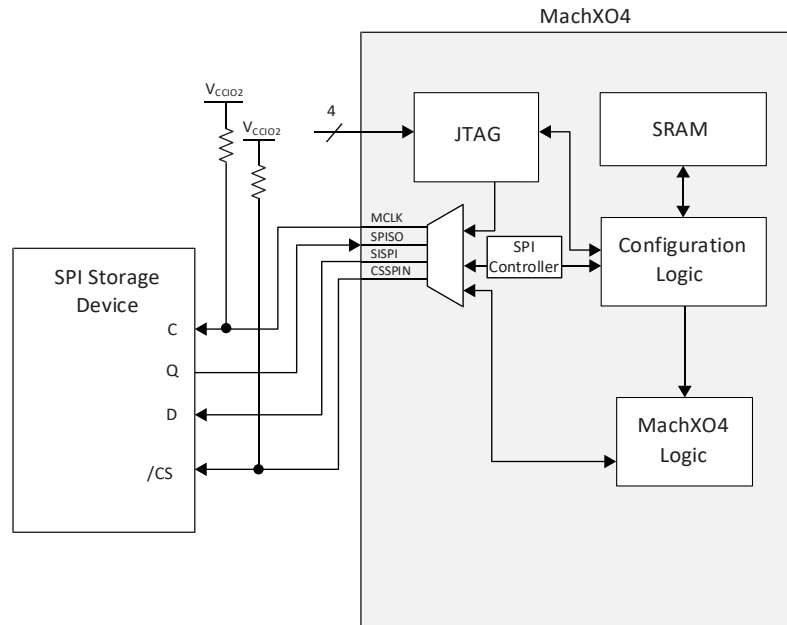 MachXO4
VCCIO2
VCCIO2
4
JTAG
SRAM
MCLK
SPISO
SISPI
CSSPIN
SPI
Controller
Configuration
Logic
SPI Storage
Device
C
Q
D
/CS
MachXO4
Logic